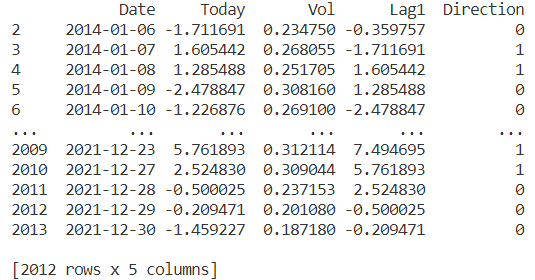 Date Today Vol Lag1 Direction
2 2014-01-06 -1.711691 0.234750 -0.359757 0
3 2014-01-07 1.605442 0.268055 -1.711691 1
4 2014-01-08 1.285488 0.251705 1.605442 1
5 2014-01-09 -2.478847 0.308160 1.285488 0
6 2014-01-10 -1.226876 0.269100 -2.478847 0
... ... ... ... ... ...
2009 2021-12-23 5.761893 0.312114 7.494695 1
2010 2021-12-27 2.524830 0.309044 5.761893 1
2011 2021-12-28 -0.500025 0.237153 2.524830 0
2012 2021-12-29 -0.209471 0.201080 -0.500025 0
2013 2021-12-30 -1.459227 0.187180 -0.209471 0
[2012 rows x 5 columns]